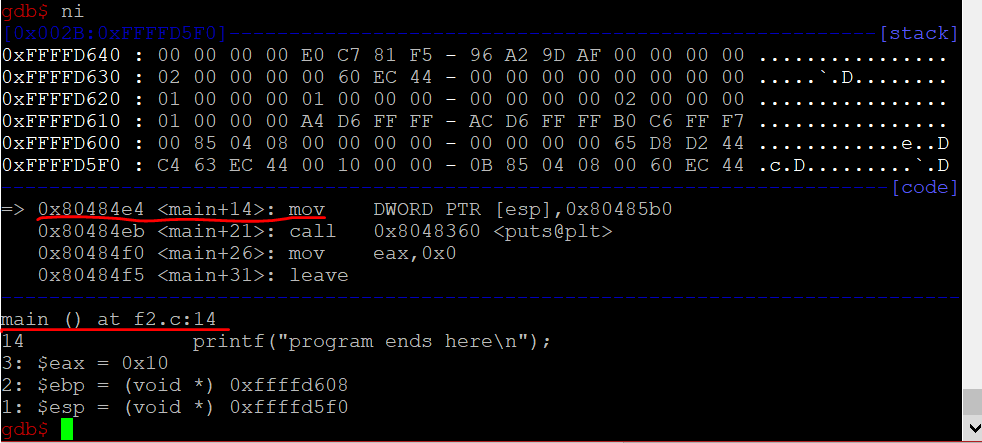 gdb$ ni
[0x002B:0xFFFFD5F0]------------------------------------------------------[stack]
0xFFFFD640 : 00 00 00 00 E0 C7 81 F5 - 96 A2 9D AF 00 00 00 00 ................
0xFFFFD630 : 02 00 00 00 00 60 EC 44 - 00 00 00 00 00 00 00 00 .....`.D........
0xFFFFD620 : 01 00 00 00 01 00 00 00 - 00 00 00 00 02 00 00 00 ................
0xFFFFD610 : 01 00 00 00 A4 D6 FF FF - AC D6 FF FF B0 C6 FF F7 ................
0xFFFFD600 : 00 85 04 08 00 00 00 00 - 00 00 00 00 65 D8 D2 44 ............e..D
0xFFFFD5F0 : C4 63 EC 44 00 10 00 00 - 0B 85 04 08 00 60 EC 44 .c.D.........`.D
--------------------------------------------------------------------------[code]
=> 0x80484e4 <main+14>: mov    DWORD PTR [esp],0x80485b0
   0x80484eb <main+21>: call   0x8048360 <puts@plt>
   0x80484f0 <main+26>: mov    eax,0x0
   0x80484f5 <main+31>: leave
--------------------------------------------------------------------------------
main () at f2.c:14
14              printf("program ends here\n");
3: $eax = 0x10
2: $ebp = (void *) 0xffffd608
1: $esp = (void *) 0xffffd5f0
gdb$